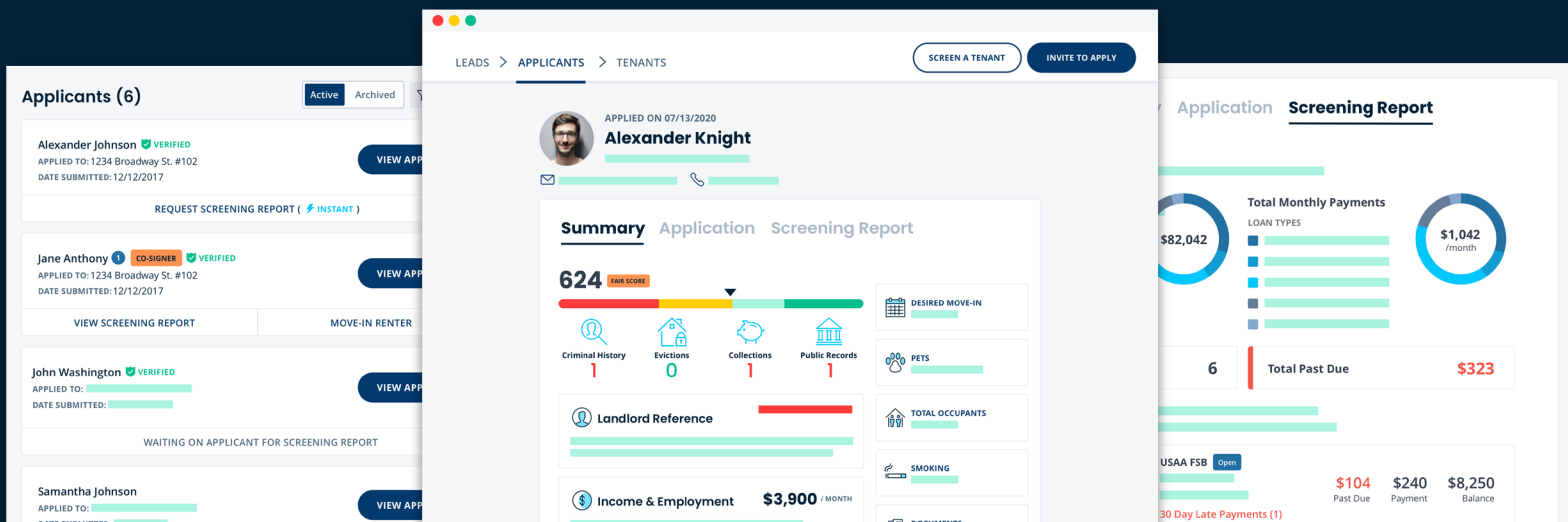 Applicants (6)
Active
Archived
Alexander Johnson VERIFIED
APPLIED TO: 1234 Broadway St. #102
DATE SUBMITTED: 12/12/2017
VIEW APP
REQUEST SCREENING REPORT ( INSTANT )
Jane Anthony 1 CO-SIGNER VERIFIED
APPLIED TO: 1234 Broadway St. #102
DATE SUBMITTED: 12/12/2017
VIEW APP
VIEW SCREENING REPORT
MOVE-IN RENTER
John Washington VERIFIED
APPLIED TO:
DATE SUBMITTED:
VIEW APP
WAITING ON APPLICANT FOR SCREENING REPORT
Samantha Johnson
APPLIED TO:
VIEW APP
LEADS > APPLICANTS > TENANTS
SCREEN A TENANT
INVITE TO APPLY
APPLIED ON 07/13/2020
Alexander Knight
Summary Application Screening Report
624 FAIR SCORE
Criminal History Evictions Collections Public Records
1 0 1 1
Landlord Reference
Income & Employment $3,900 / MONTH
DESIRED MOVE-IN
PETS
TOTAL OCCUPANTS
SMOKING
Application Screening Report
$82,042
Total Monthly Payments
LOAN TYPES
$1,042
/month
6
Total Past Due $323
USAA FSB Open
$104 $240 $8,250
Past Due Payment Balance
30 Day Late Payments (1)